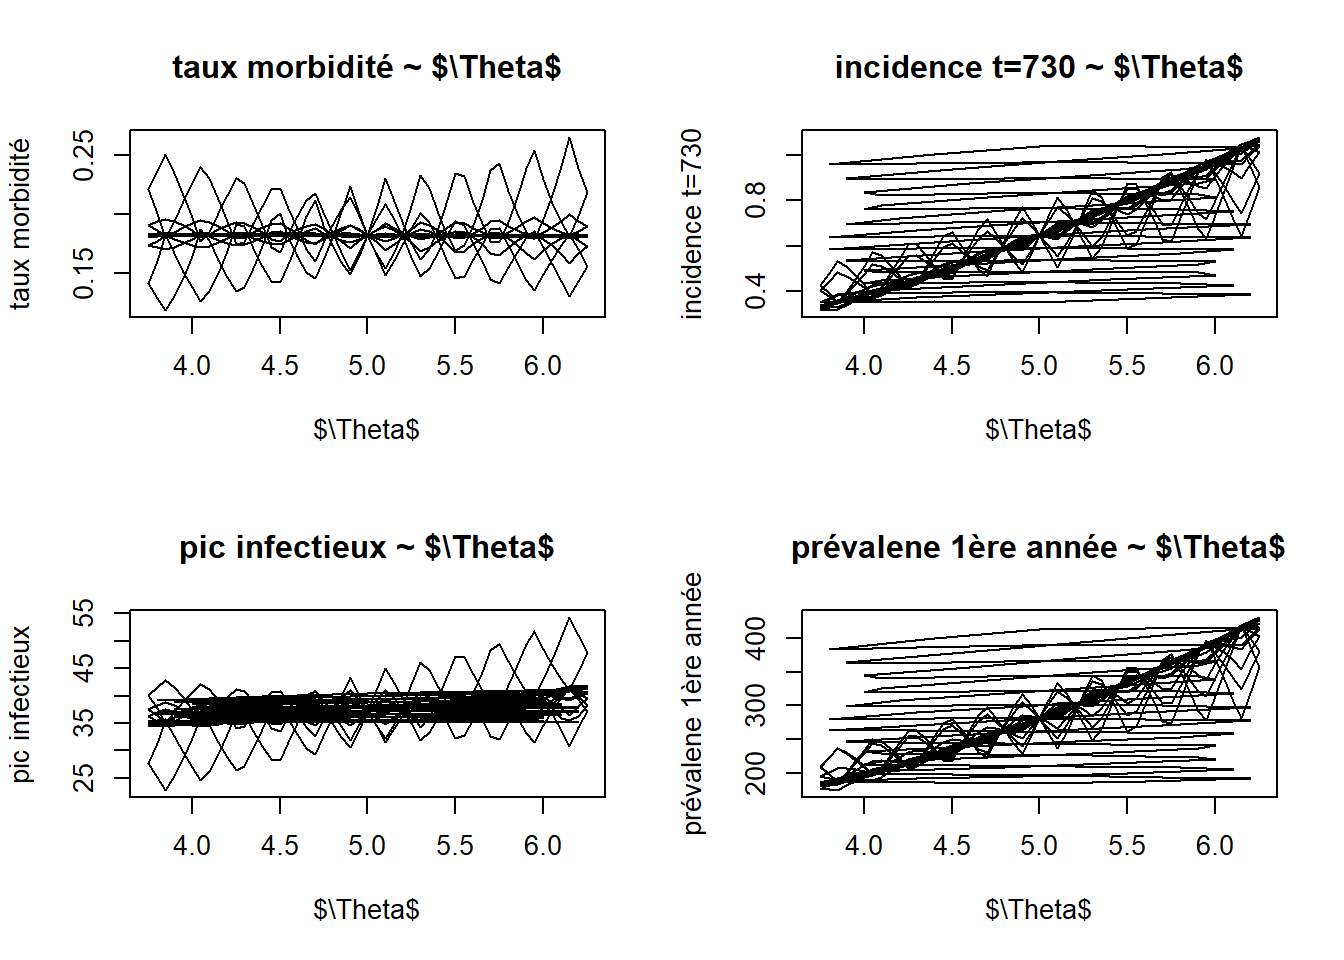 taux morbidité ~ $\Theta$
taux morbidité
0.15
0.25
4.0 4.5 5.0 5.5 6.0
$\Theta$
incidence t=730 ~ $\Theta$
incidence t=730
0.4
0.8
4.0 4.5 5.0 5.5 6.0
$\Theta$
pic infectieux ~ $\Theta$
pic infectieux
25
35
45
55
4.0 4.5 5.0 5.5 6.0
$\Theta$
prévalene 1ère année ~ $\Theta$
prévalene 1ère année
200
300
400
4.0 4.5 5.0 5.5 6.0
$\Theta$